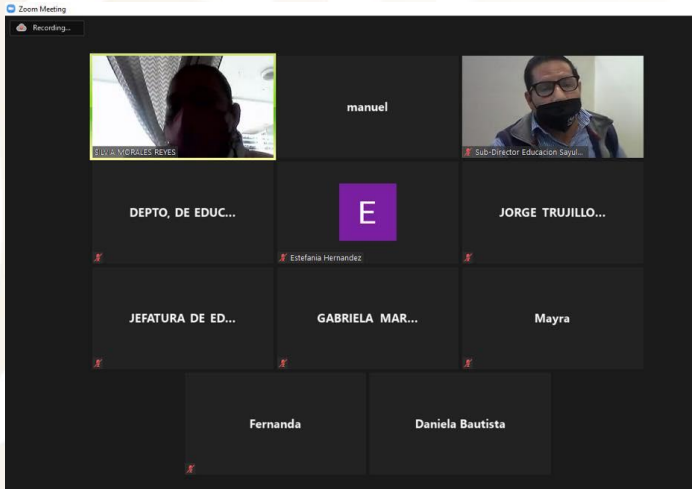 Zoom Meeting
Recording...
SILVIA MORALES REYES
manuel
Sub-Director Educacion Sayul...
DEPTO, DE EDUC...
E
Estefania Hernandez
JORGE TRUJILLO...
JEFATURA DE ED...
GABRIELA MAR...
Mayra
Fernanda
Daniela Bautista